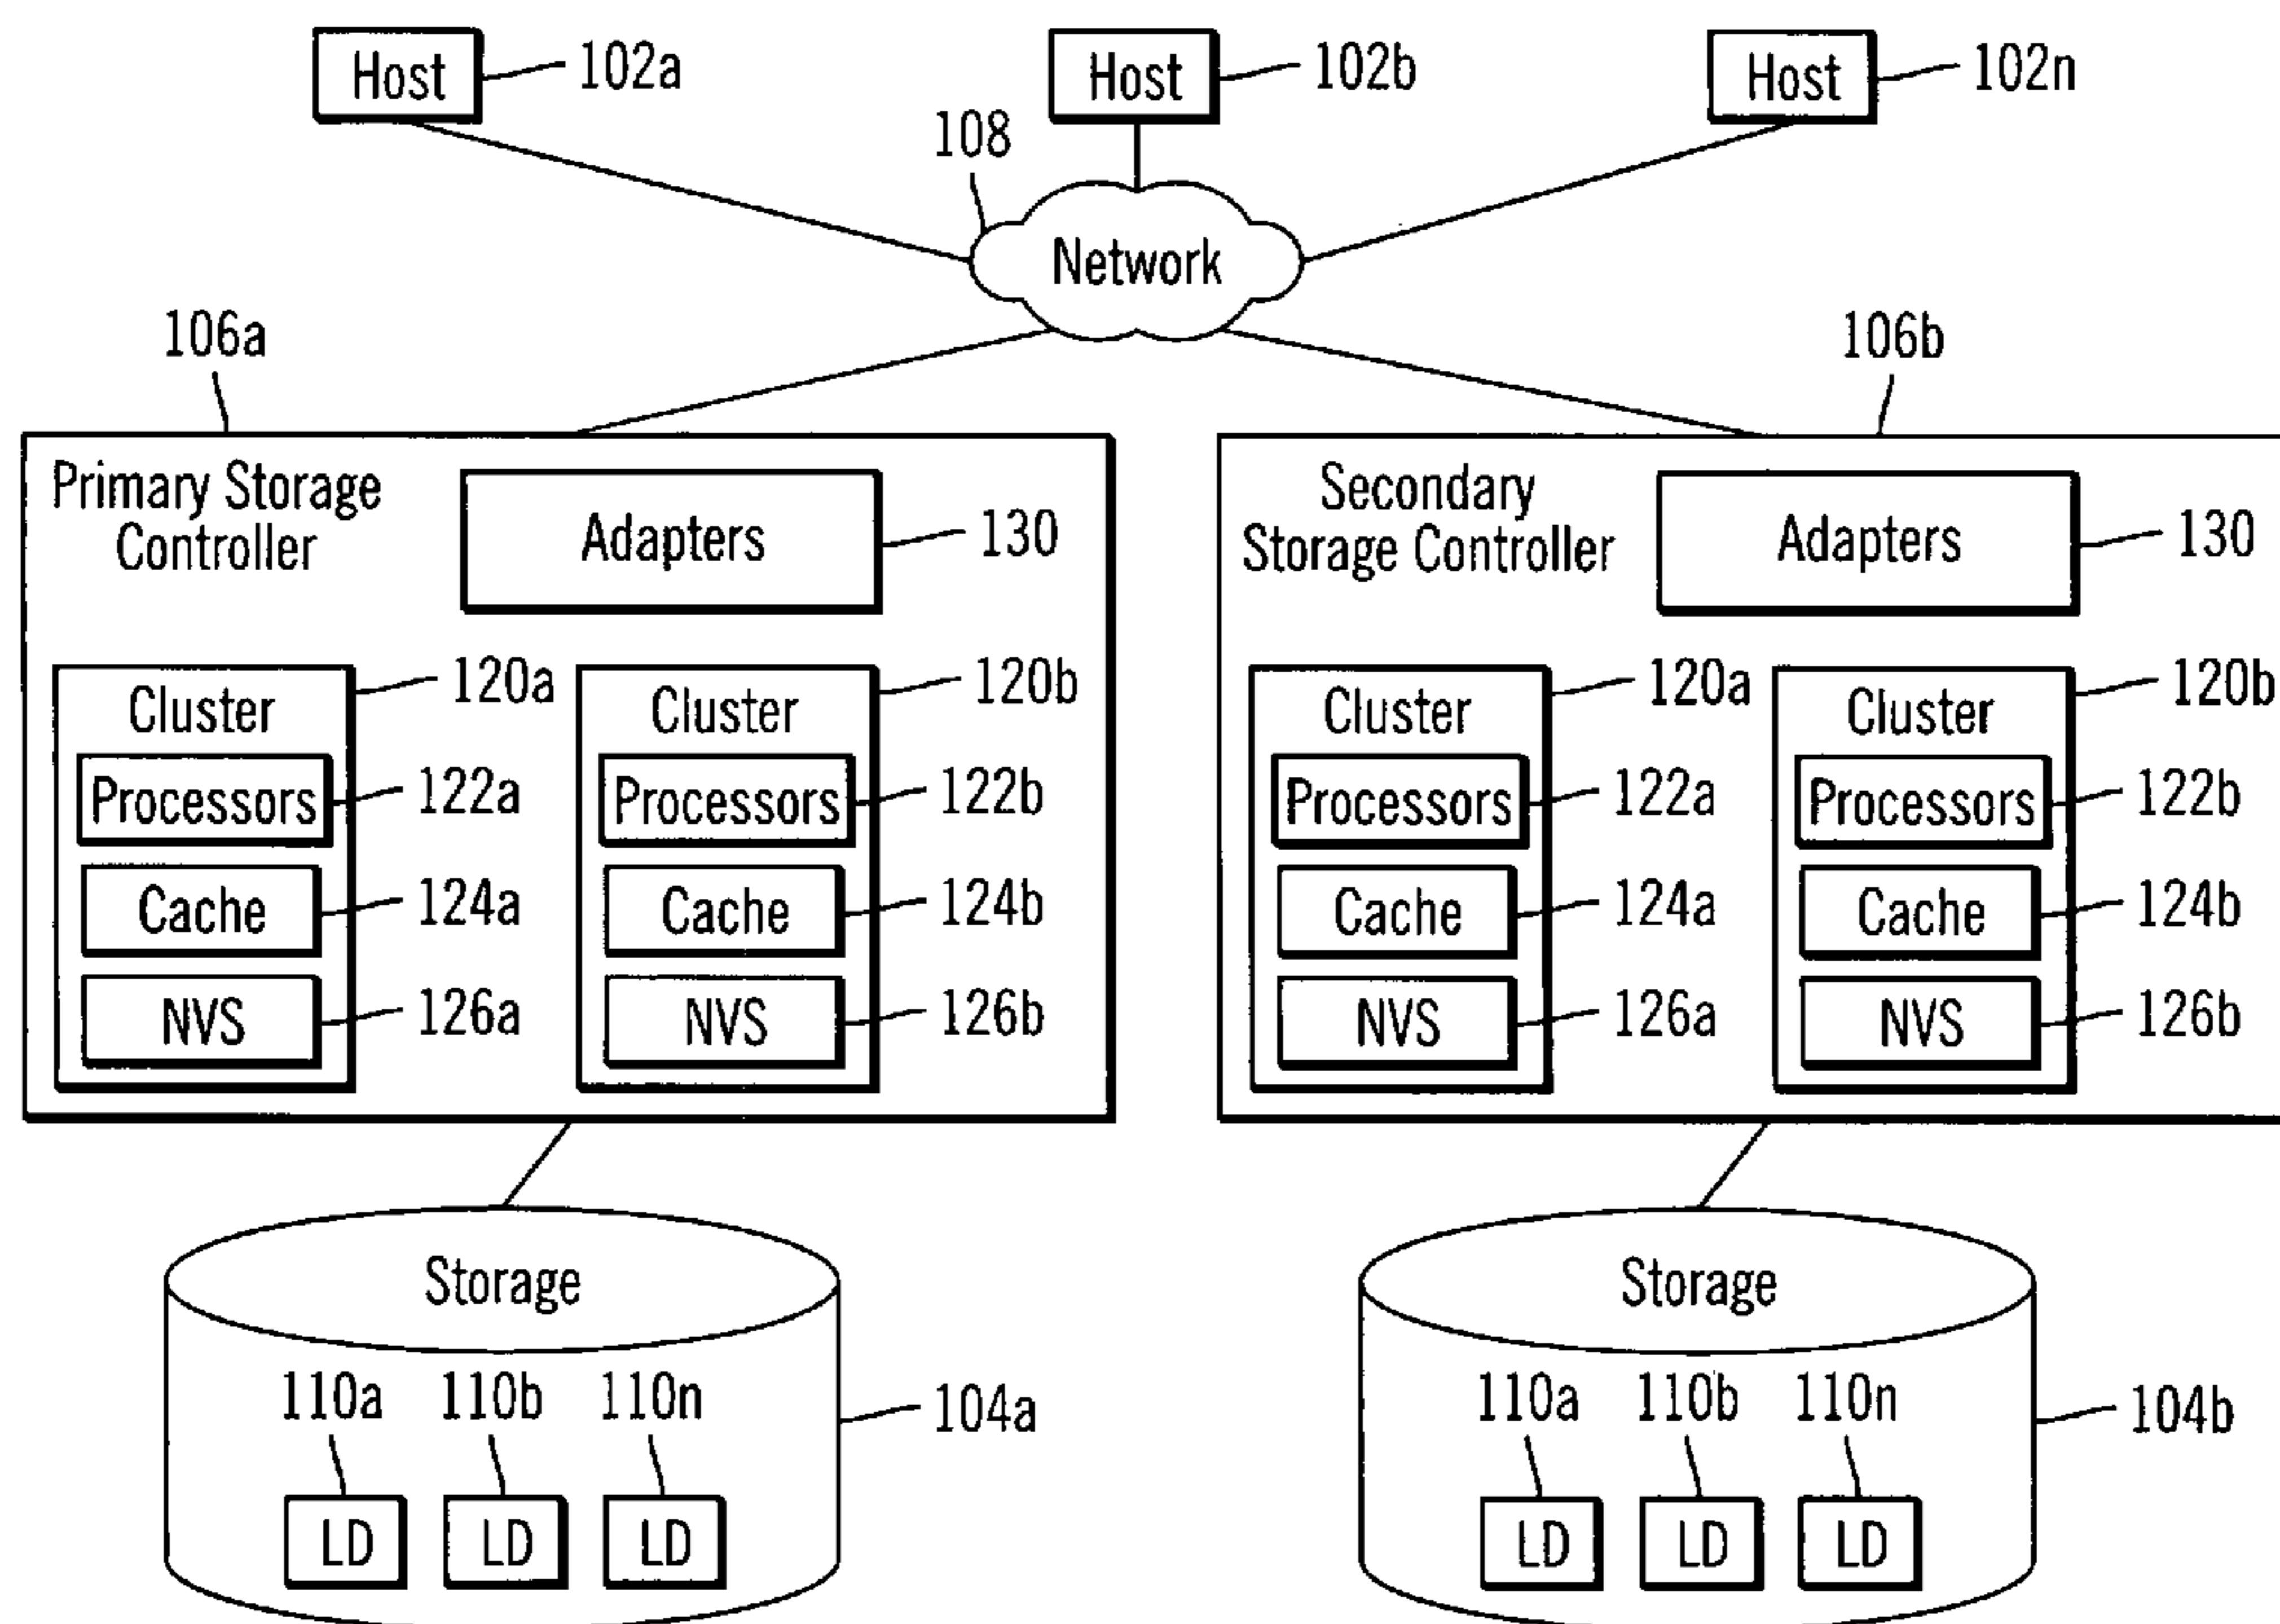 Host 102a Host 102b Host 102n
108
Network
106a 106b
Primary Storage
Controller
Adapters 130
Secondary
Storage Controller
Adapters 130
Cluster 120a Cluster 120b Cluster 120a Cluster 120b
Processors 122a Processors 122b Processors 122a Processors 122b
Cache 124a Cache 124b Cache 124a Cache 124b
NVS 126a NVS 126b NVS 126a NVS 126b
Storage Storage
110a 110b 110n 104a 110a 110b 110n 104b
LD LD LD LD LD LD